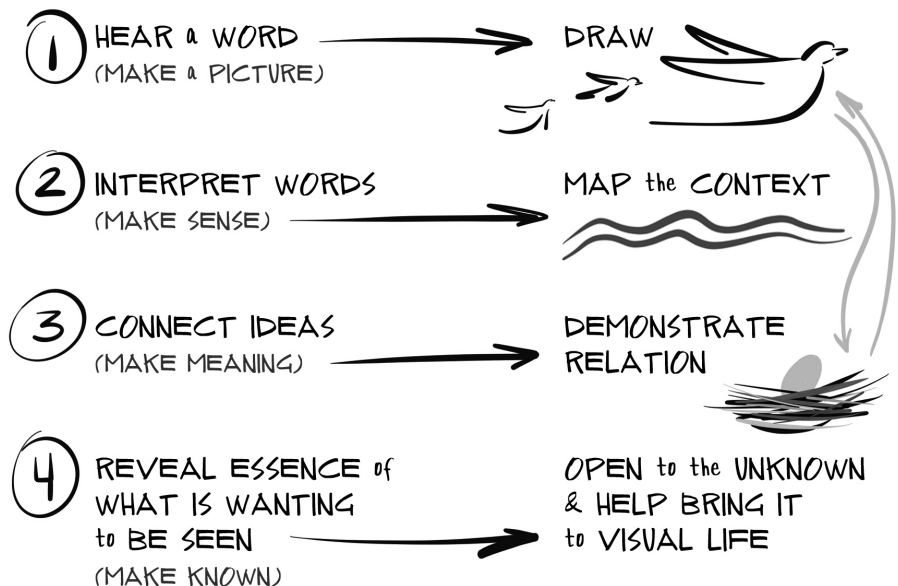 1 HEAR a WORD DRAW
(MAKE a PICTURE)
2 INTERPRET WORDS MAP the CONTEXT
(MAKE SENSE)
3 CONNECT IDEAS DEMONSTRATE
(MAKE MEANING) RELATION
4 REVEAL ESSENCE of OPEN to the UNKNOWN
WHAT IS WANTING & HELP BRING IT
to BE SEEN to VISUAL LIFE
(MAKE KNOWN)